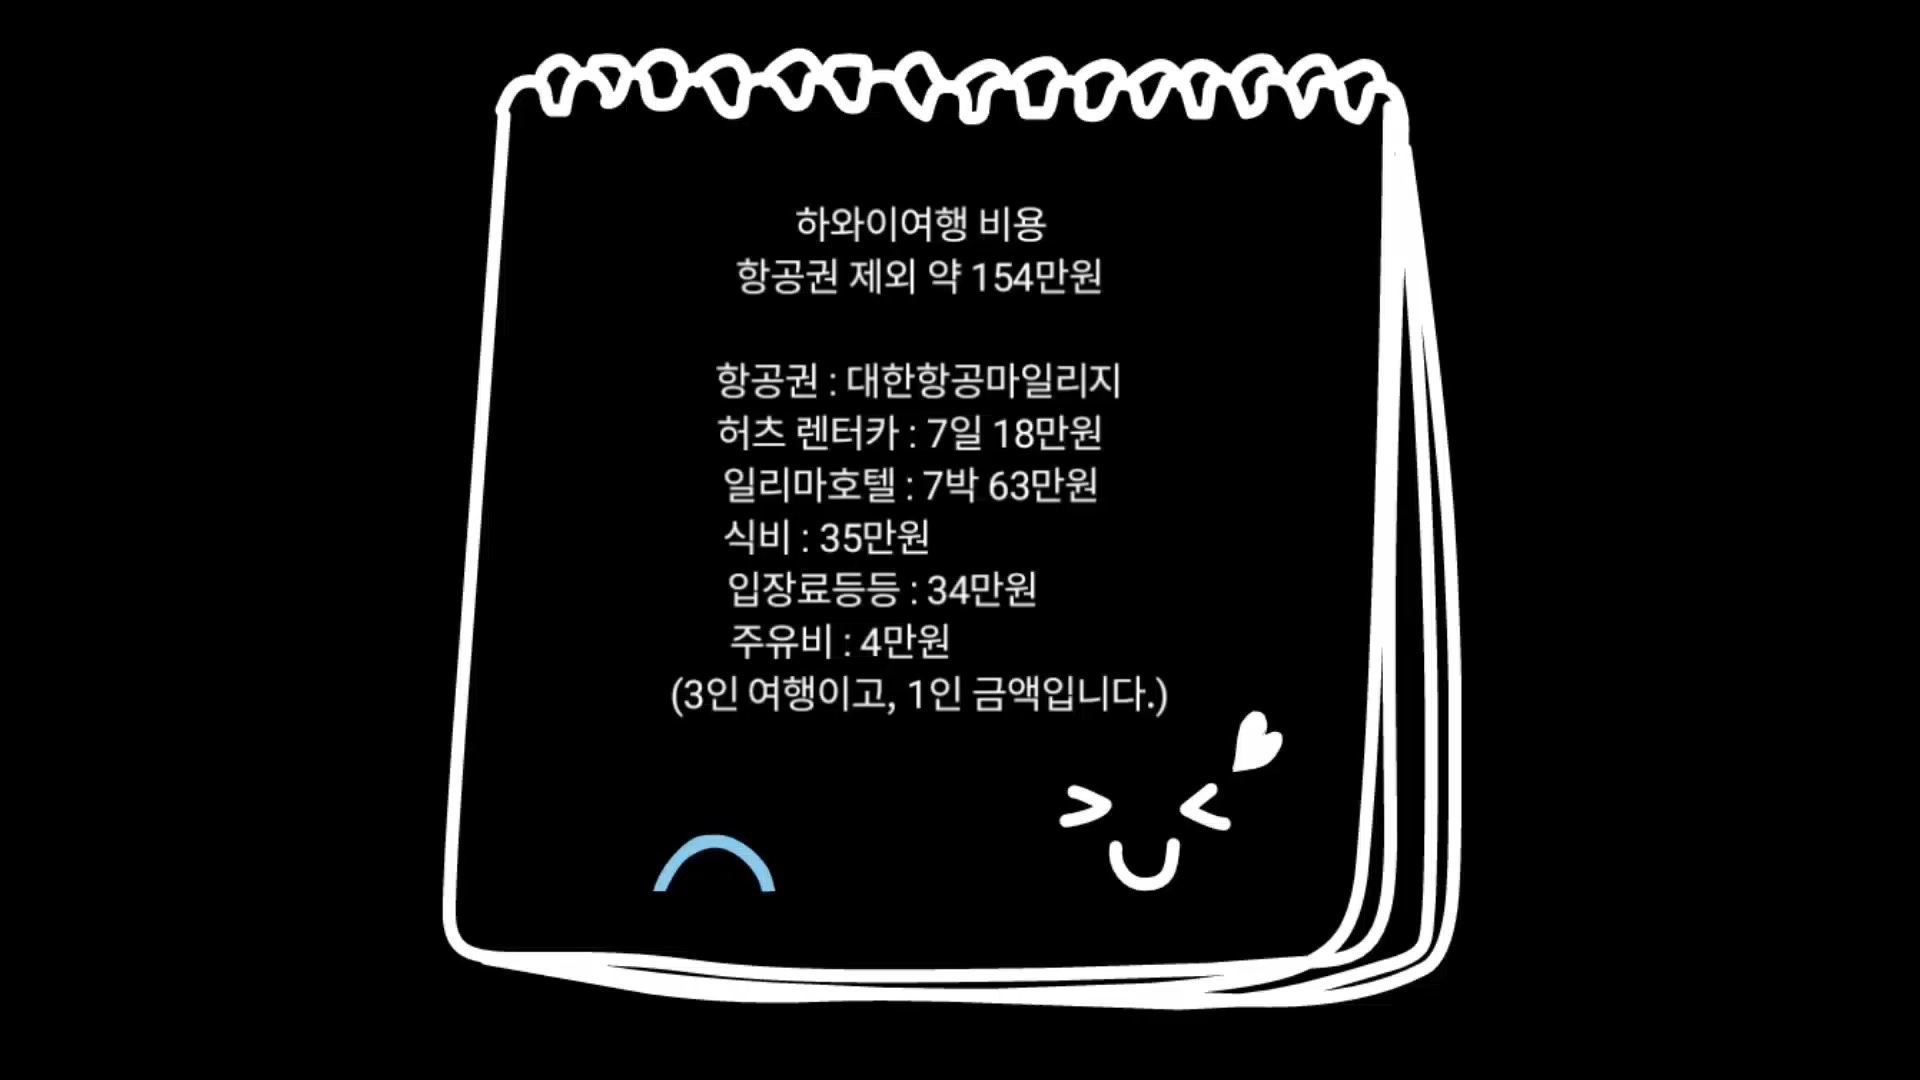 하와이여행 비용
항공권 제외 약 154만원
항공권 : 대한항공마일리지
허츠 렌터카 : 7일 18만원
일리마호텔 : 7박 63만원
식비 : 35만원
입장료등등 : 34만원
주유비 : 4만원
(3인 여행이고, 1인 금액입니다.)